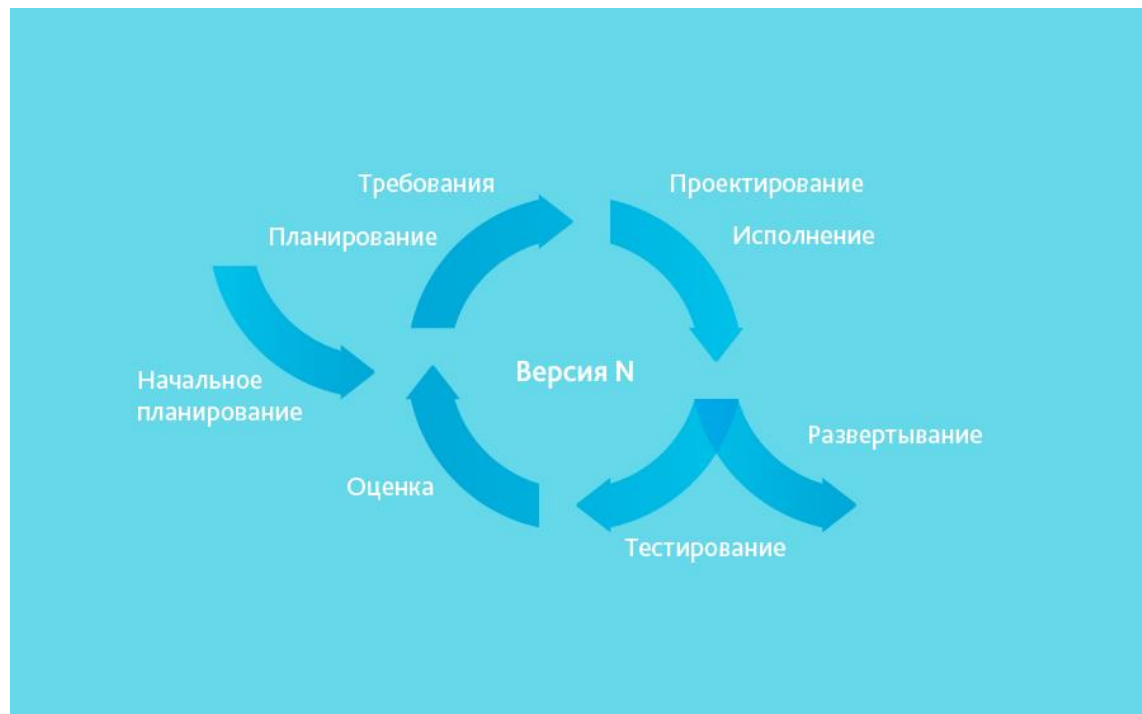 Требования
Проектирование
Планирование
Исполнение
Начальное
планирование
Версия N
Развертывание
Оценка
Тестирование